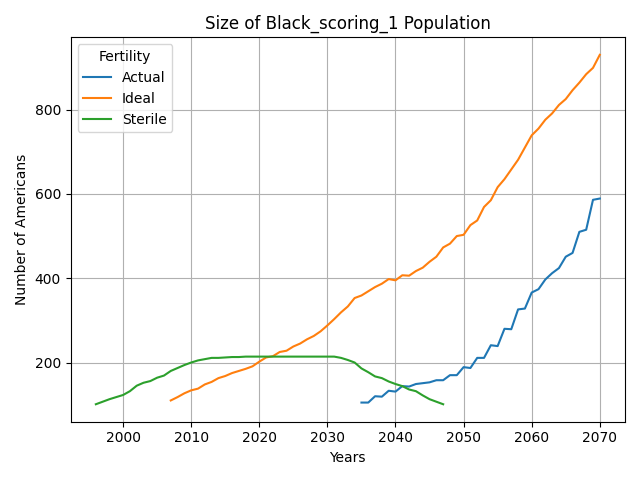 Size of Black_scoring_1 Population
Fertility
Actual
Ideal
Sterile
Number of Americans
800
600
400
200
2000 2010 2020 2030 2040 2050 2060 2070
Years